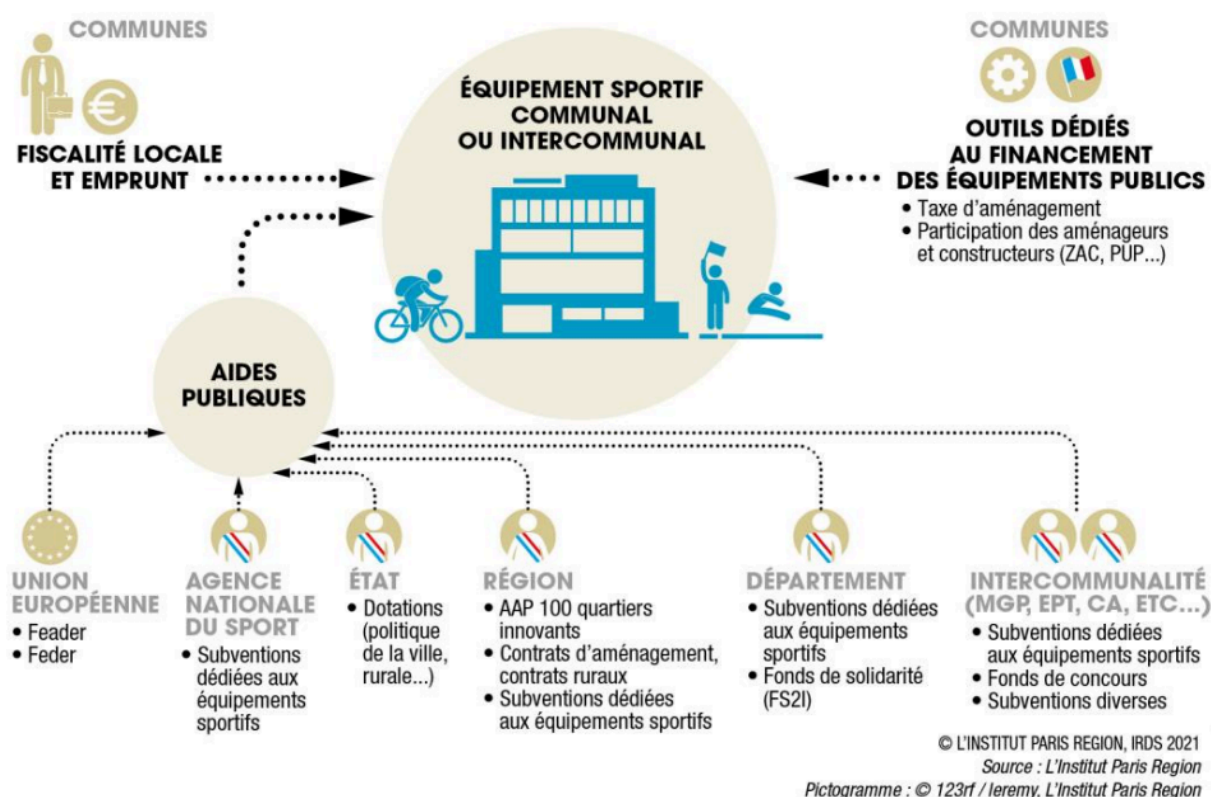 COMMUNES
FISCALITÉ LOCALE
ET EMPRUNT
ÉQUIPEMENT SPORTIF
COMMUNAL
OU INTERCOMMUNAL
COMMUNES
OUTILS DÉDIÉS
AU FINANCEMENT
DES ÉQUIPEMENTS PUBLICS
• Taxe d'aménagement
• Participation des aménageurs
et constructeurs (ZAC, PUP...)
AIDES
PUBLIQUES
UNION
EUROPÉENNE
• Feader
• Feder
AGENCE
NATIONALE
DU SPORT
• Subventions
dédiées aux
équipements
sportifs
ÉTAT
• Dotations
(politique
de la ville,
rurale...)
RÉGION
• AAP 100 quartiers
innovants
• Contrats d'aménagement,
contrats ruraux
• Subventions dédiées
aux équipements sportifs
DÉPARTEMENT
• Subventions dédiées
aux équipements
sportifs
• Fonds de solidarité
(FS2I)
INTERCOMMUNALITÉ
(MGP, EPT, CA, ETC...)
• Subventions dédiées
aux équipements sportifs
• Fonds de concours
• Subventions diverses
© L'INSTITUT PARIS REGION, IRDS 2021
Source : L'Institut Paris Region
Pictogramme : © 123rf / leremy, L'Institut Paris Region